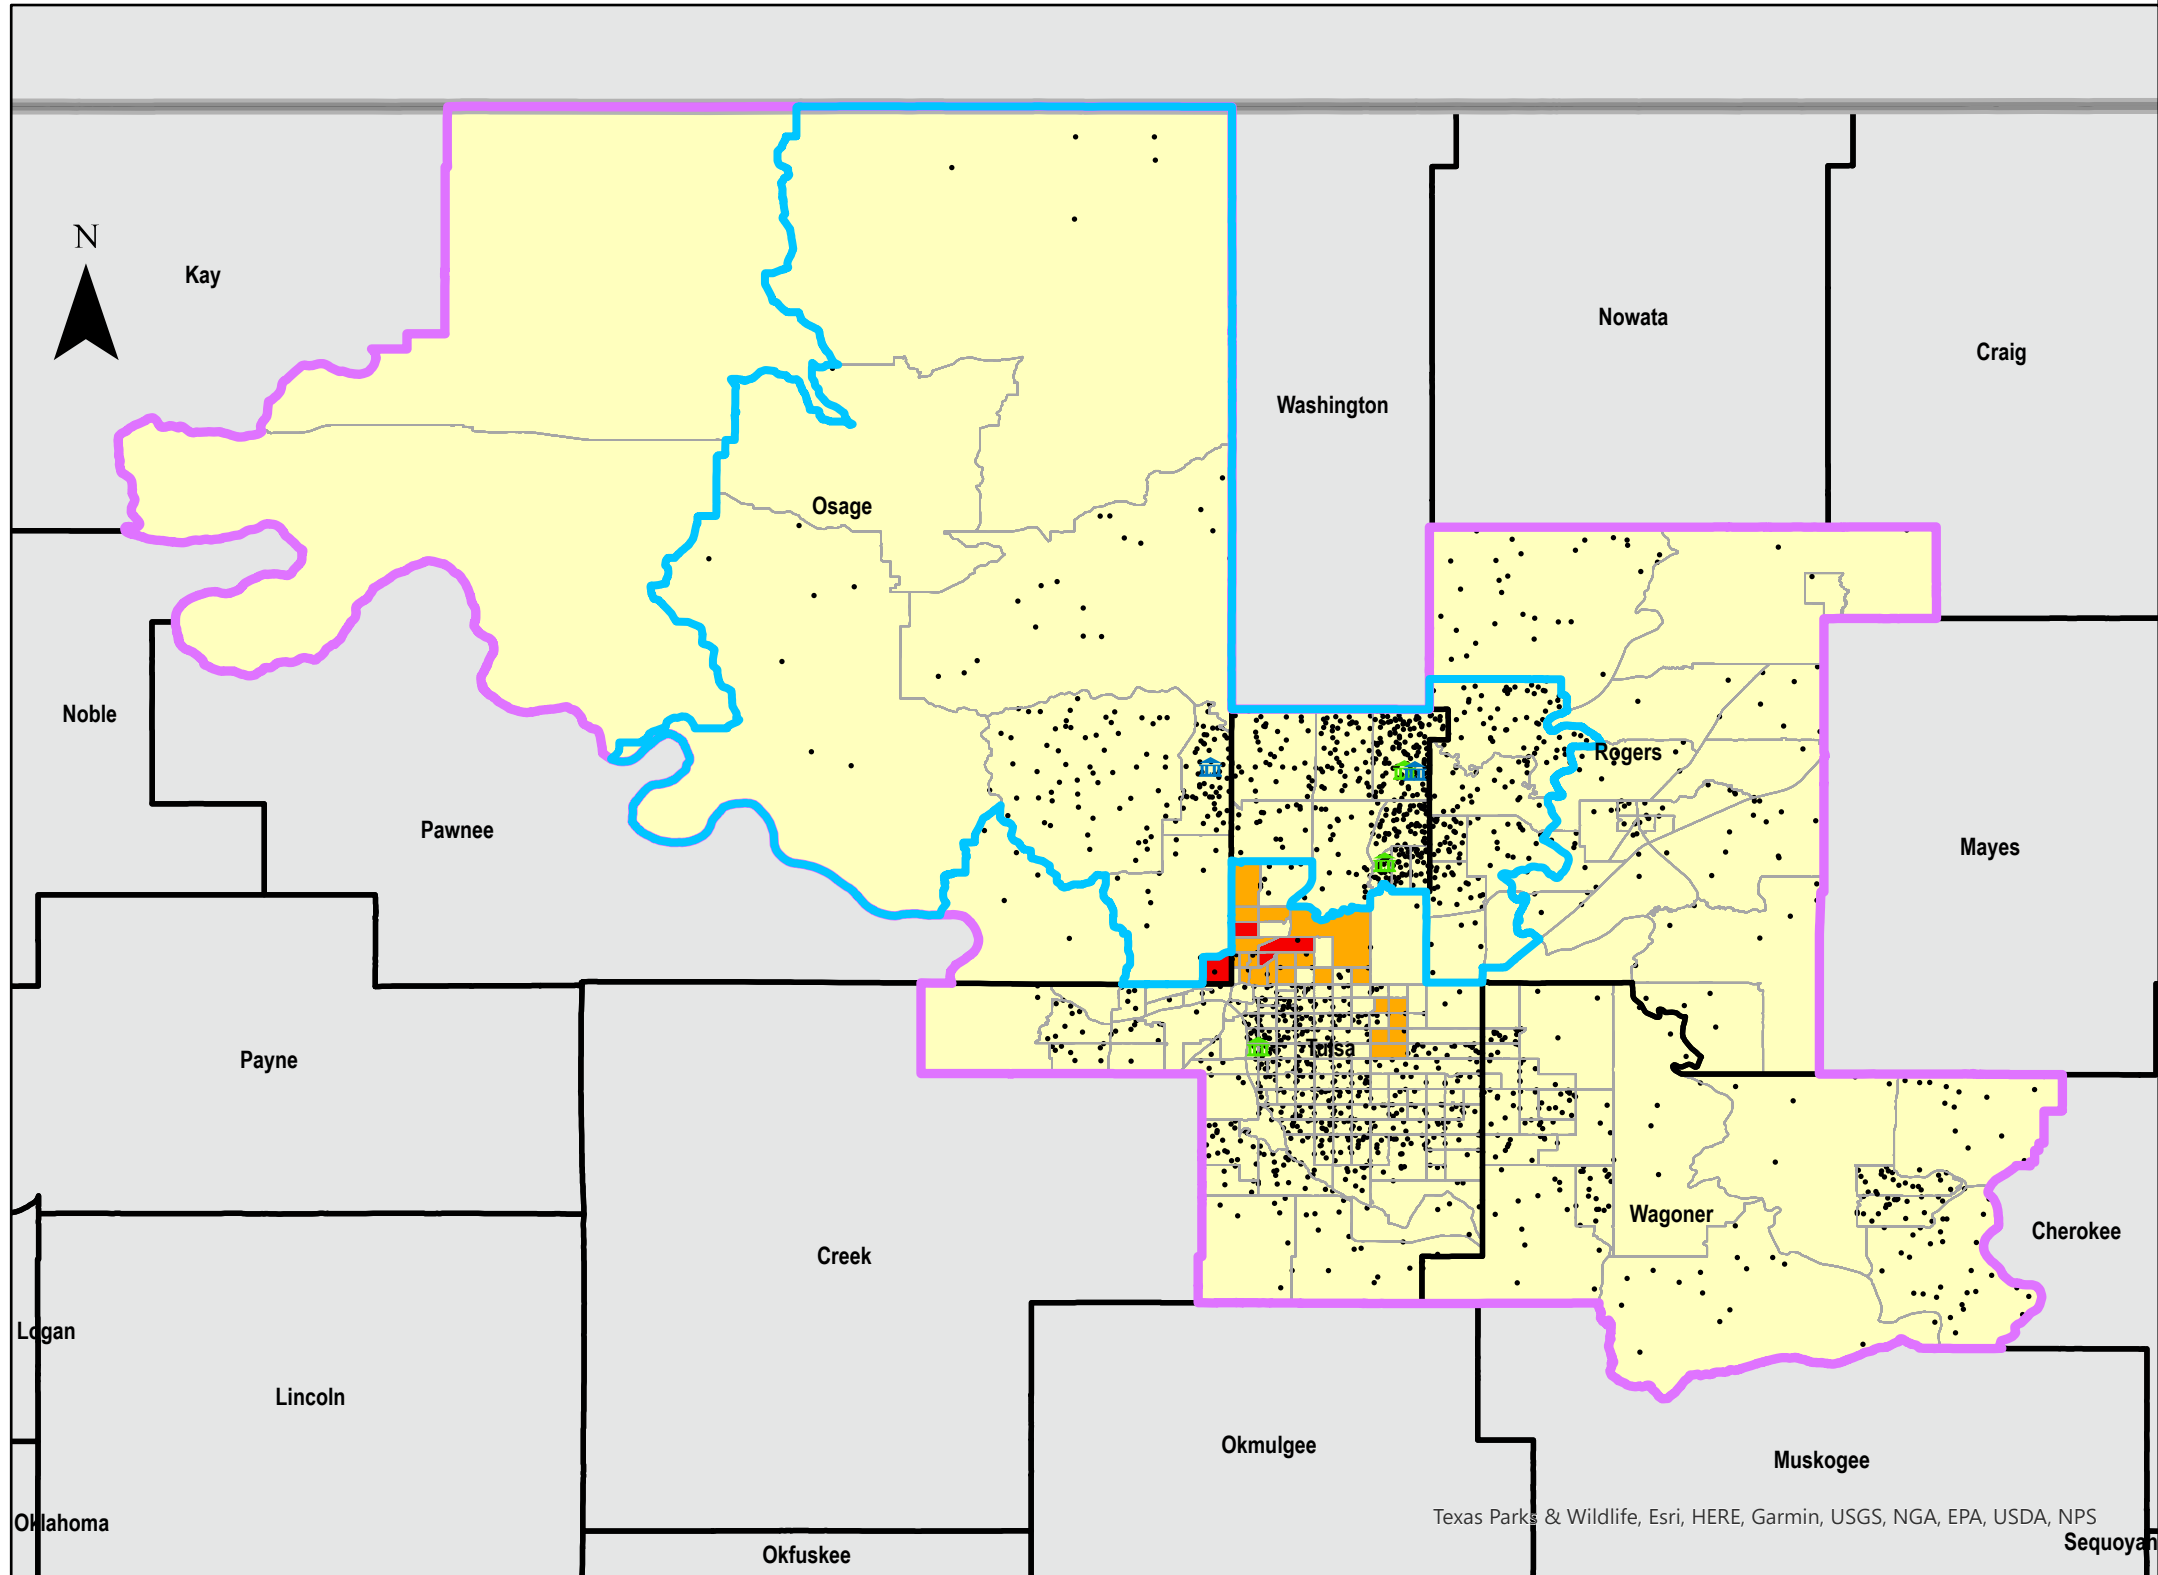 N
Kay
Nowata
Craig
Washington
Osage
Noble
Rogers
Pawnee
Mayes
Tulsa
Payne
Wagoner
Cherokee
Creek
Logan
Lincoln
Okmulgee
Muskogee
Texas Parks & Wildlife, Esri, HERE, Garmin, USGS, NGA, EPA, USDA, NPS
Oklahoma
Sequoyah
Okfuskee